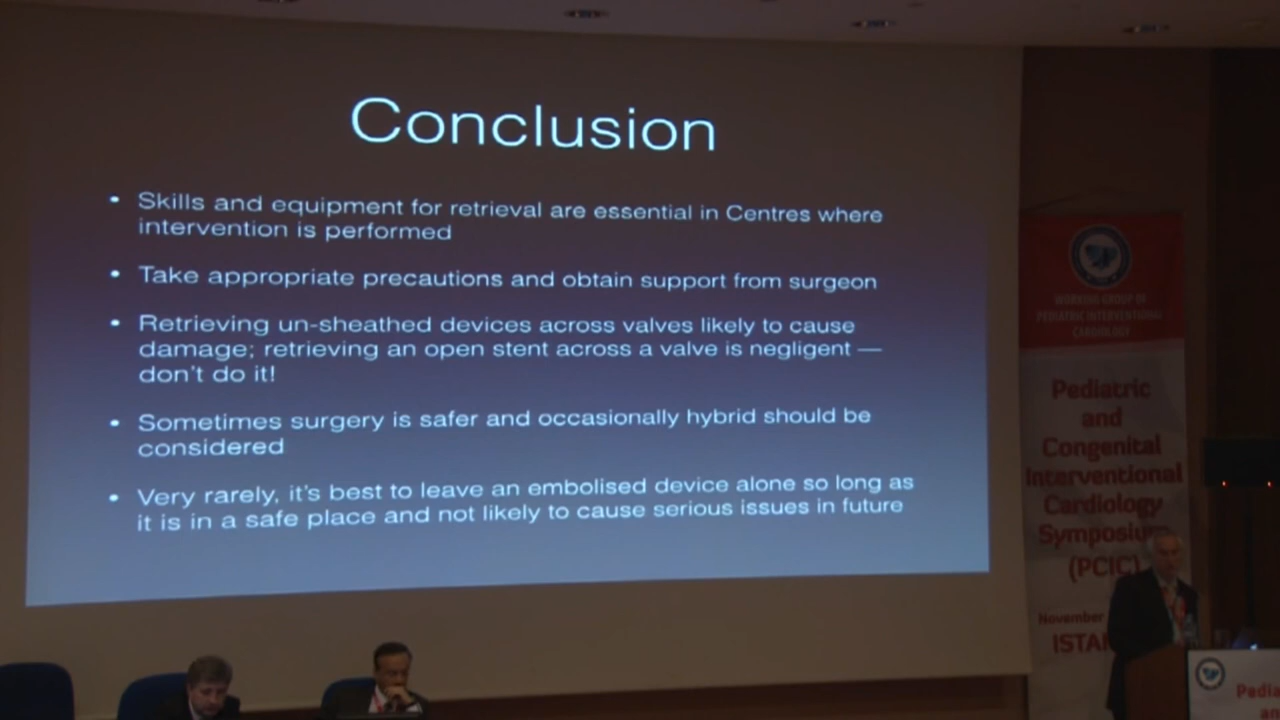 Conclusion
• Skills and equipment for retrieval are essential in Centres where
intervention is performed
• Take appropriate precautions and obtain support from surgeon
• Retrieving un-sheathed devices across valves likely to cause
damage; retrieving an open stent across a valve is negligent —
don't do it!
• Sometimes surgery is safer and occasionally hybrid should be
considered
• Very rarely, it's best to leave an embolised device alone so long as
it is in a safe place and not likely to cause serious issues in future
WORKING GROUP OF
PEDIATRIC INTERVENTIONAL
CARDIOLOGY
Pediatric
and
Congenital
Interventional
Cardiology
Symposium
(PCIC)
November
ISTA
Pedia